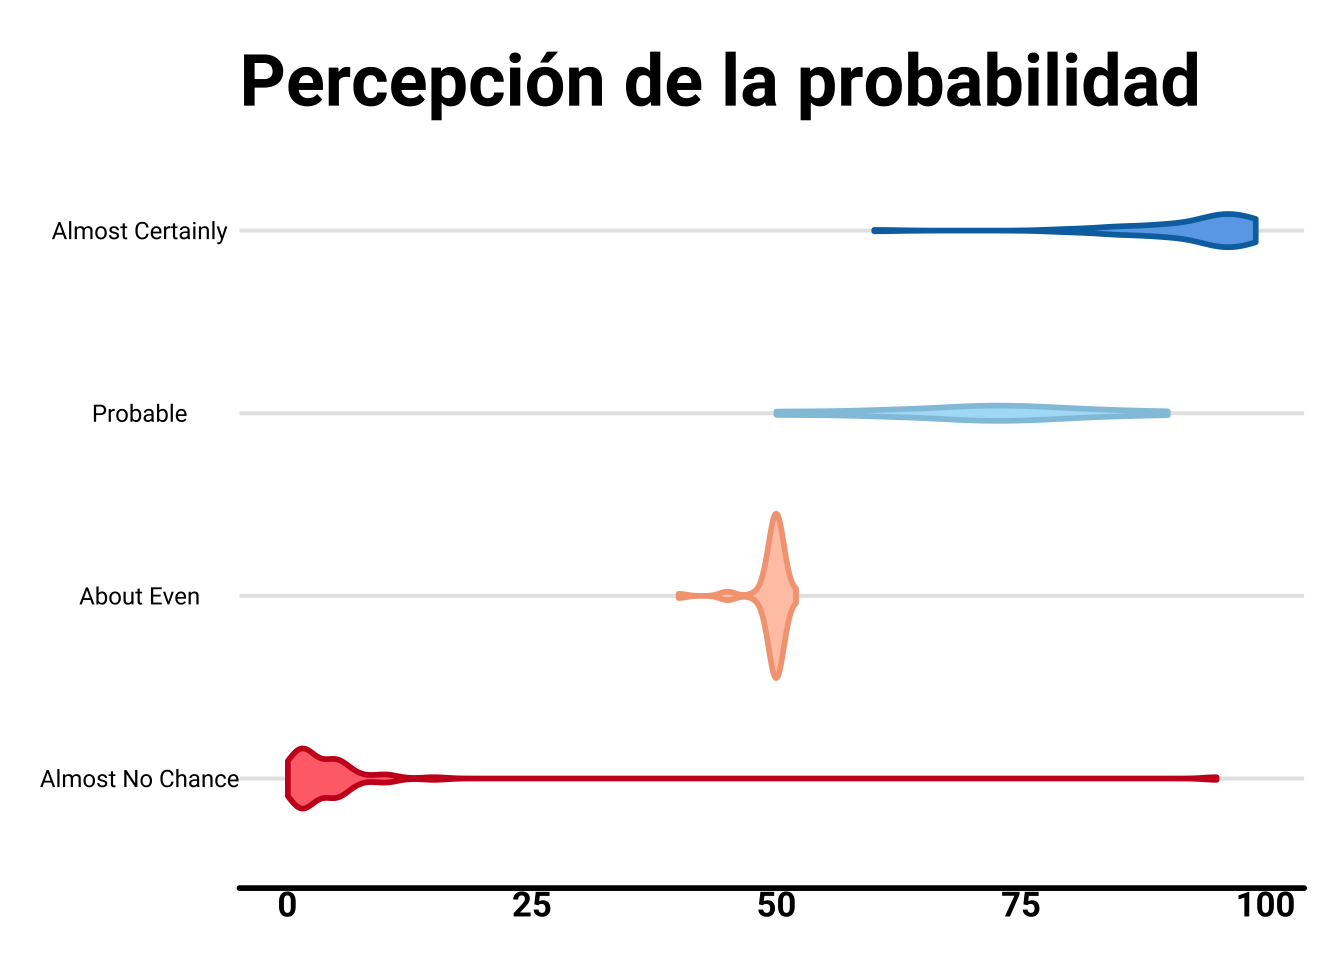 Percepción de la probabilidad
Almost Certainly
Probable
About Even
Almost No Chance
0 25 50 75 100